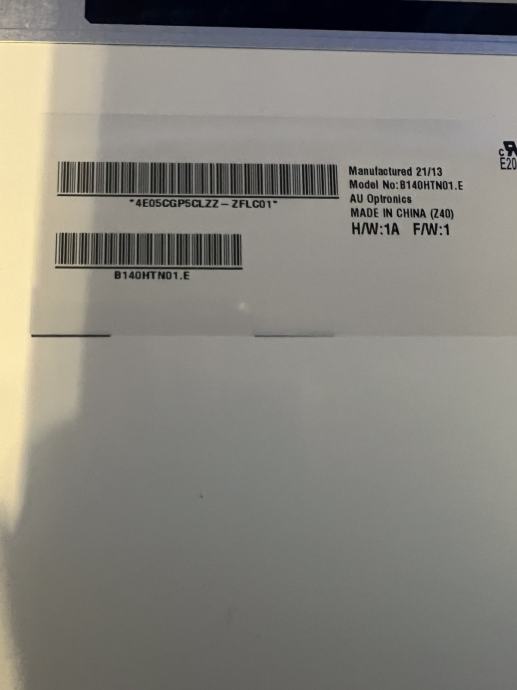 *4E05CGP5CLZZ-ZFLC01*
B140HTN01.E
Manufactured 21/13
Model No:B140HTN01.E
AU Optronics
MADE IN CHINA (Z40)
H/W:1A F/W:1
c
E20